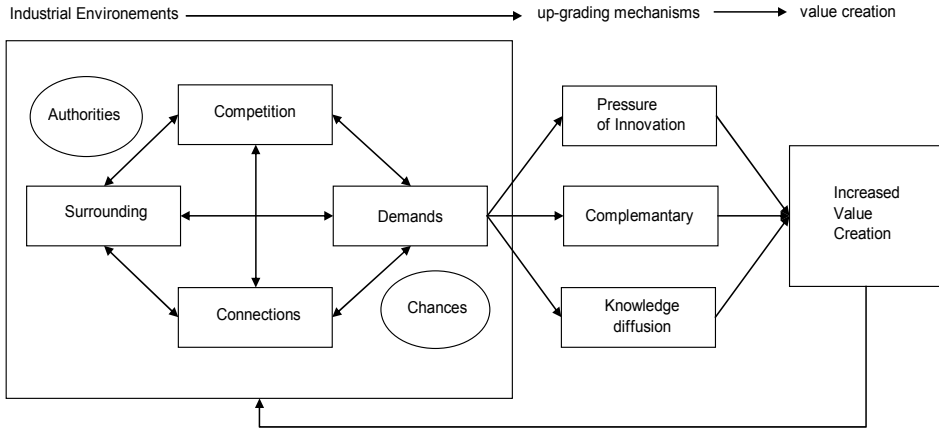 Industrial Environements
up-grading mechanisms
value creation
Authorities
Competition
Surrounding
Demands
Connections
Chances
Pressure
of Innovation
Complemantary
Knowledge
diffusion
Increased
Value
Creation